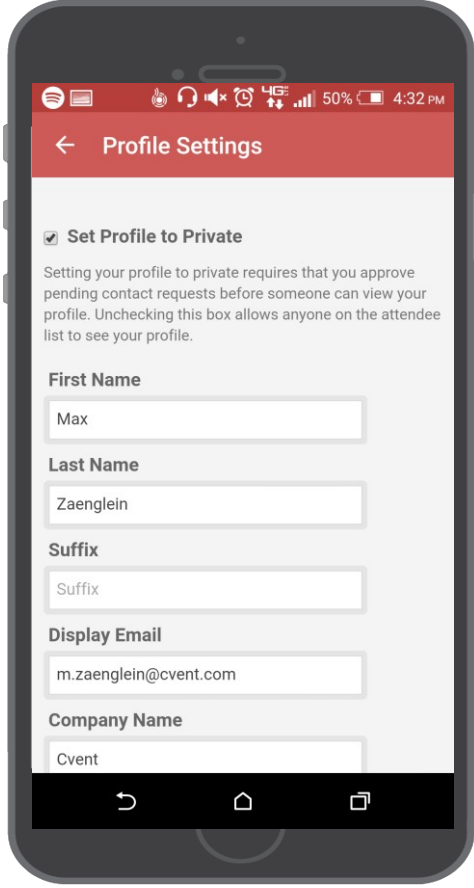 4G 50% 4:32 PM
Profile Settings
Set Profile to Private
Setting your profile to private requires that you approve
pending contact requests before someone can view your
profile. Unchecking this box allows anyone on the attendee
list to see your profile.
First Name
Max
Last Name
Zaenglein
Suffix
Suffix
Display Email
m.zaenglein@cvent.com
Company Name
Cvent